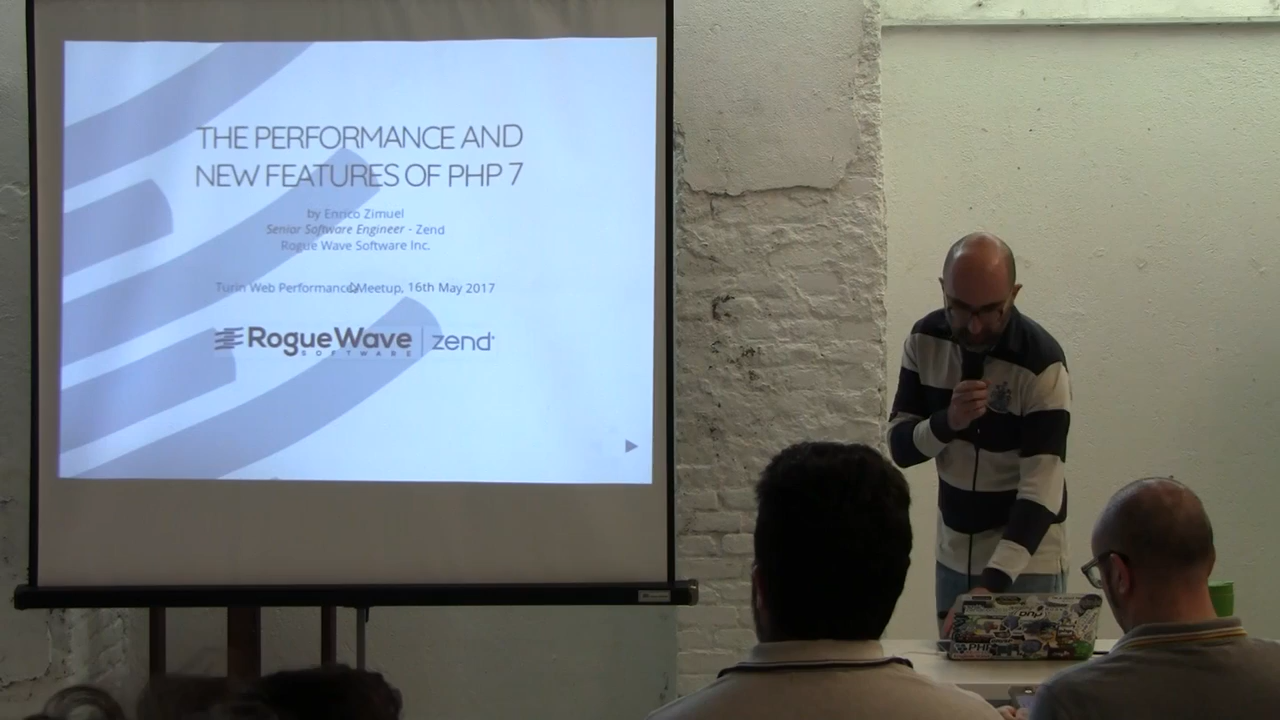 THE PERFORMANCE AND
NEW FEATURES OF PHP 7
by Enrico Zimuel
Senior Software Engineer - Zend
Rogue Wave Software Inc.
Turin Web Performance Meetup, 16th May 2017
RogueWave zend
SOFTWARE
PHP